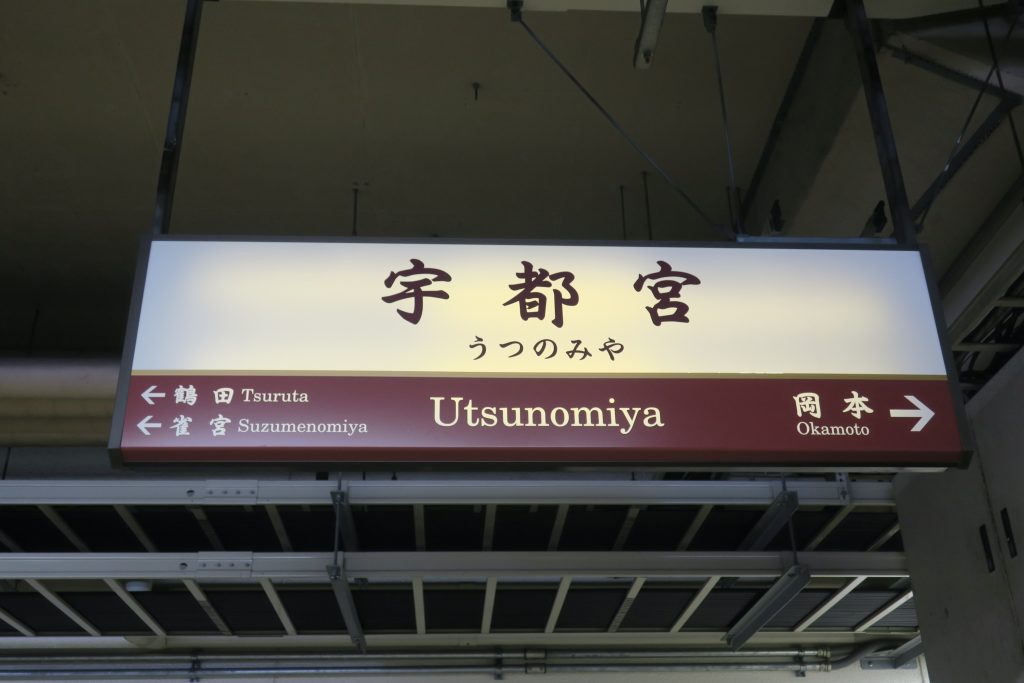 宇都宮
うつのみや
← 鶴田 Tsuruta
← 雀宮 Suzumenomiya
Utsunomiya
岡本 →
Okamoto